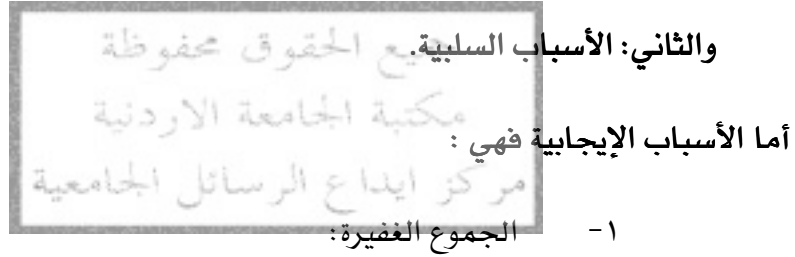 والثاني: الأسباب السلبية.
جميع الحقوق محفوظة
مكتبة الجامعة الاردنية
أما الأسباب الإيجابية فهي :
مركز ايداع الرسائل الجامعية
١- الجموع الغفيرة: